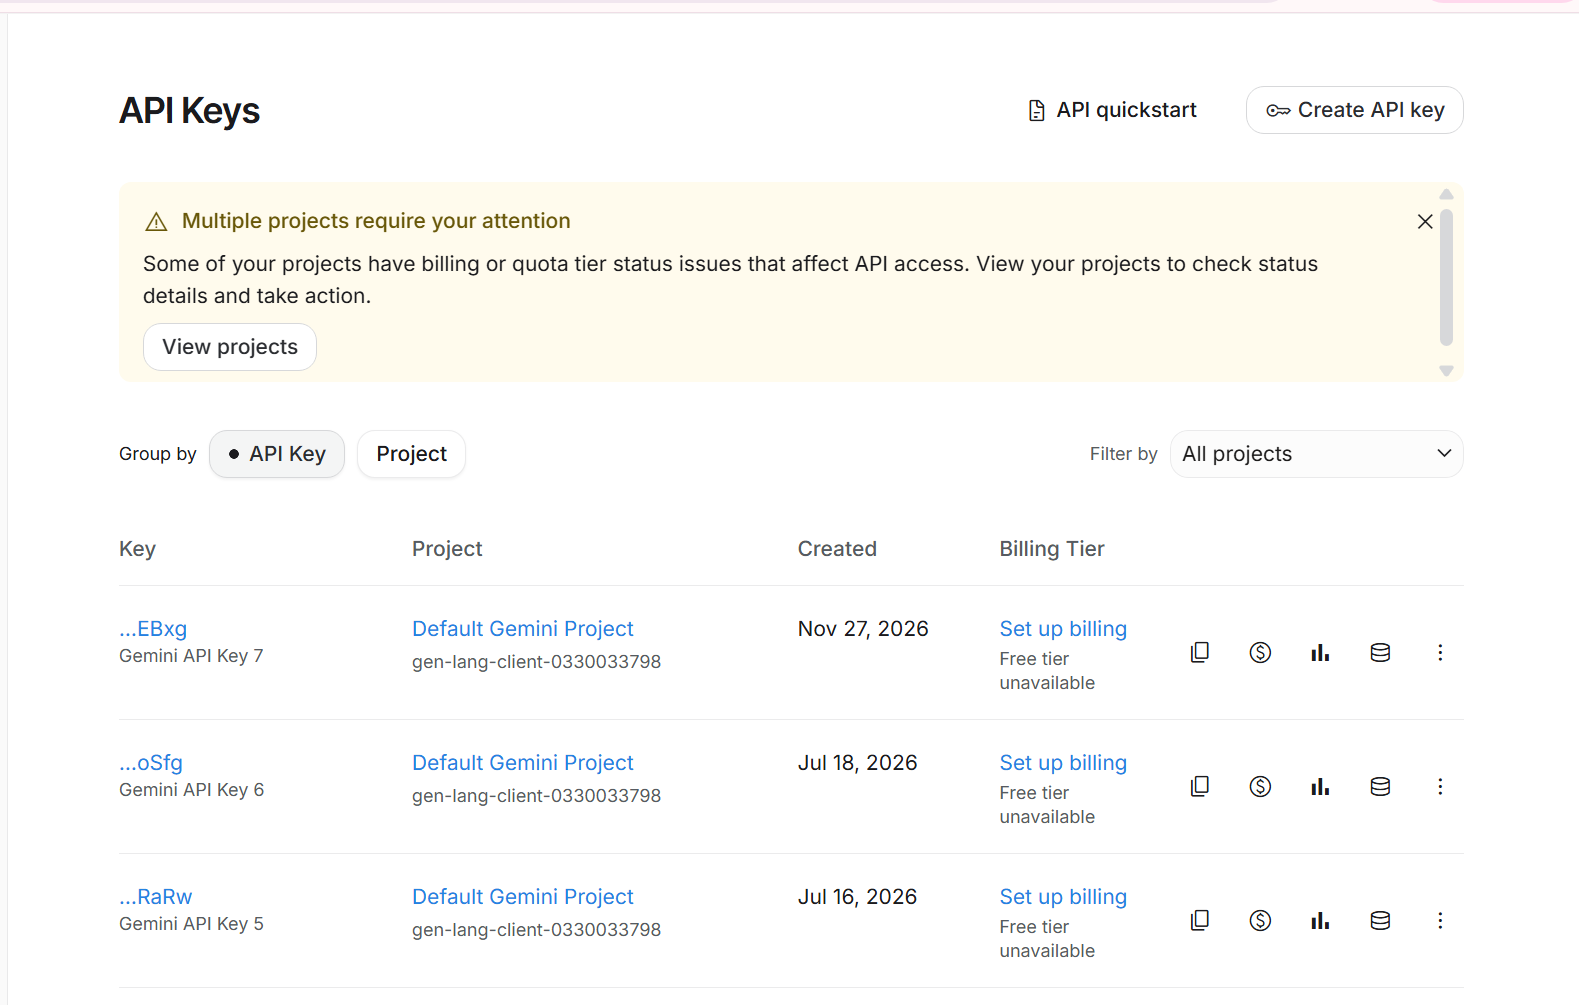 API Keys
API quickstart
Create API key
Multiple projects require your attention
Some of your projects have billing or quota tier status issues that affect API access. View your projects to check status
details and take action.
View projects
Group by
API Key
Project
Filter by
All projects
Key
Project
Created
Billing Tier
...EBxg
Gemini API Key 7
Default Gemini Project
gen-lang-client-0330033798
Nov 27, 2026
Set up billing
Free tier
unavailable
...oSfg
Gemini API Key 6
Default Gemini Project
gen-lang-client-0330033798
Jul 18, 2026
Set up billing
Free tier
unavailable
...RaRw
Gemini API Key 5
Default Gemini Project
gen-lang-client-0330033798
Jul 16, 2026
Set up billing
Free tier
unavailable